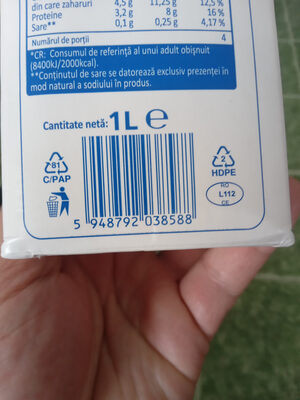 din care zaharuri 4,5 g 11,25 g 12,5 %
Proteine 3,2 g 8 g 16 %
Sare** 0,1 g 0,25 g 4,17 %
Numărul de porții 4
*CR: Consumul de referință al unui adult obișnuit
(8400kJ/2000kcal).
**Conținutul de sare se datorează exclusiv prezenței în
mod natural a sodiului în produs.
Cantitate netă: 1L e
81
C/PAP
2
HDPE
RO
L112
CE
5 948792 038588